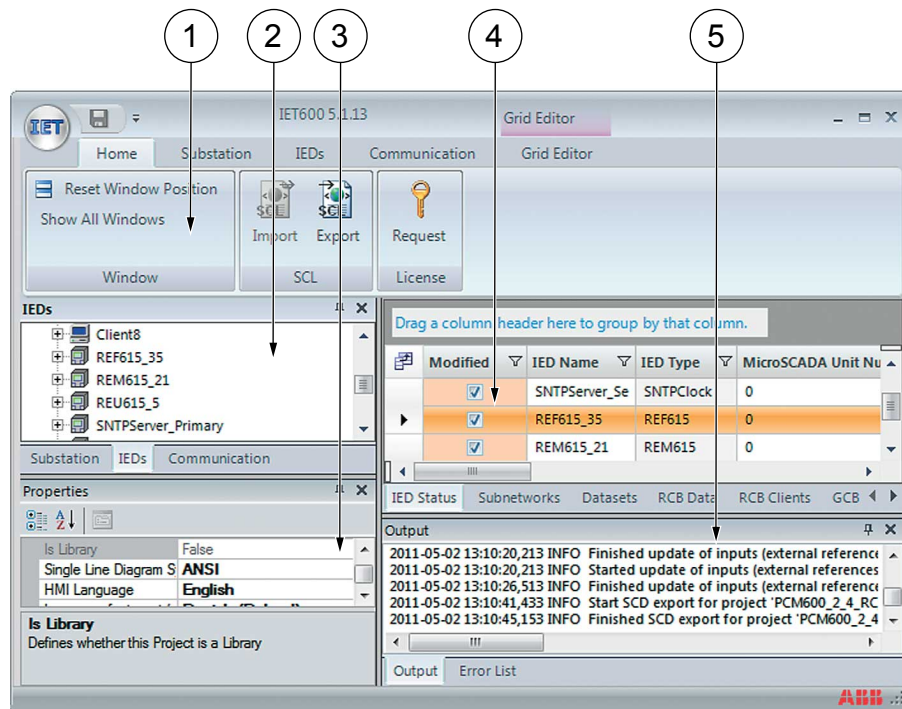 1 2 3 4 5
IET
IET600 5.1.13
Grid Editor
Home Substation IEDs Communication Grid Editor
Reset Window Position
Show All Windows
Window
SCL SCL
Import Export
SCL
Request
License
IEDs
Client8
REF615_35
REM615_21
REU615_5
SNTPServer_Primary
Substation IEDs Communication
Properties
A Z
Is Library False
Single Line Diagram S ANSI
HMI Language English
Is Library
Defines whether this Project is a Library
Drag a column header here to group by that column.
Modified IED Name IED Type MicroSCADA Unit Nu
SNTPServer_Se SNTPClock 0
REF615_35 REF615 0
REM615_21 REM615 0
IED Status Subnetworks Datasets RCB Data RCB Clients GCB
Output
2011-05-02 13:10:20,213 INFO Finished update of inputs (external reference
2011-05-02 13:10:20,213 INFO Started update of inputs (external references
2011-05-02 13:10:26,513 INFO Finished update of inputs (external reference
2011-05-02 13:10:41,433 INFO Start SCD export for project 'PCM600_2_4_RC
2011-05-02 13:10:45,153 INFO Finished SCD export for project 'PCM600_2_4
Output Error List
ABB